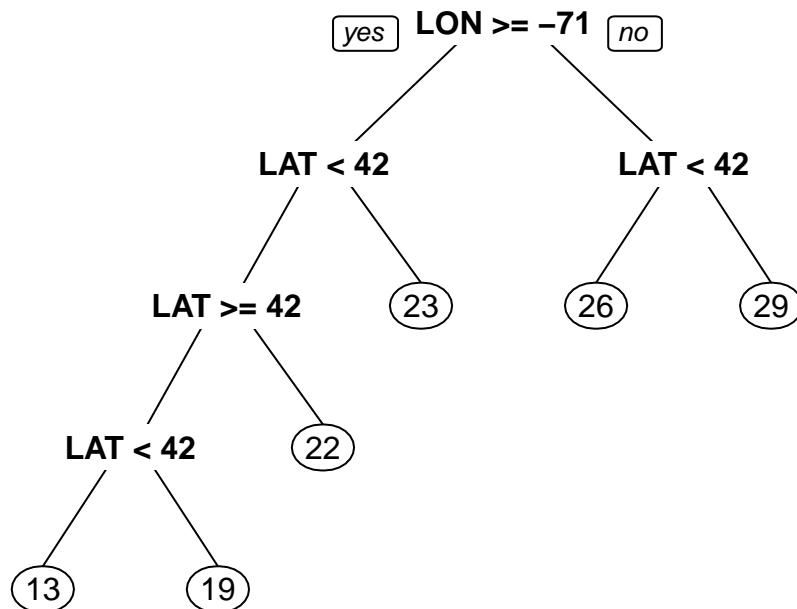 yes LON >= −71 no
LAT < 42 LAT < 42
LAT >= 42 23 26 29
LAT < 42 22
13 19